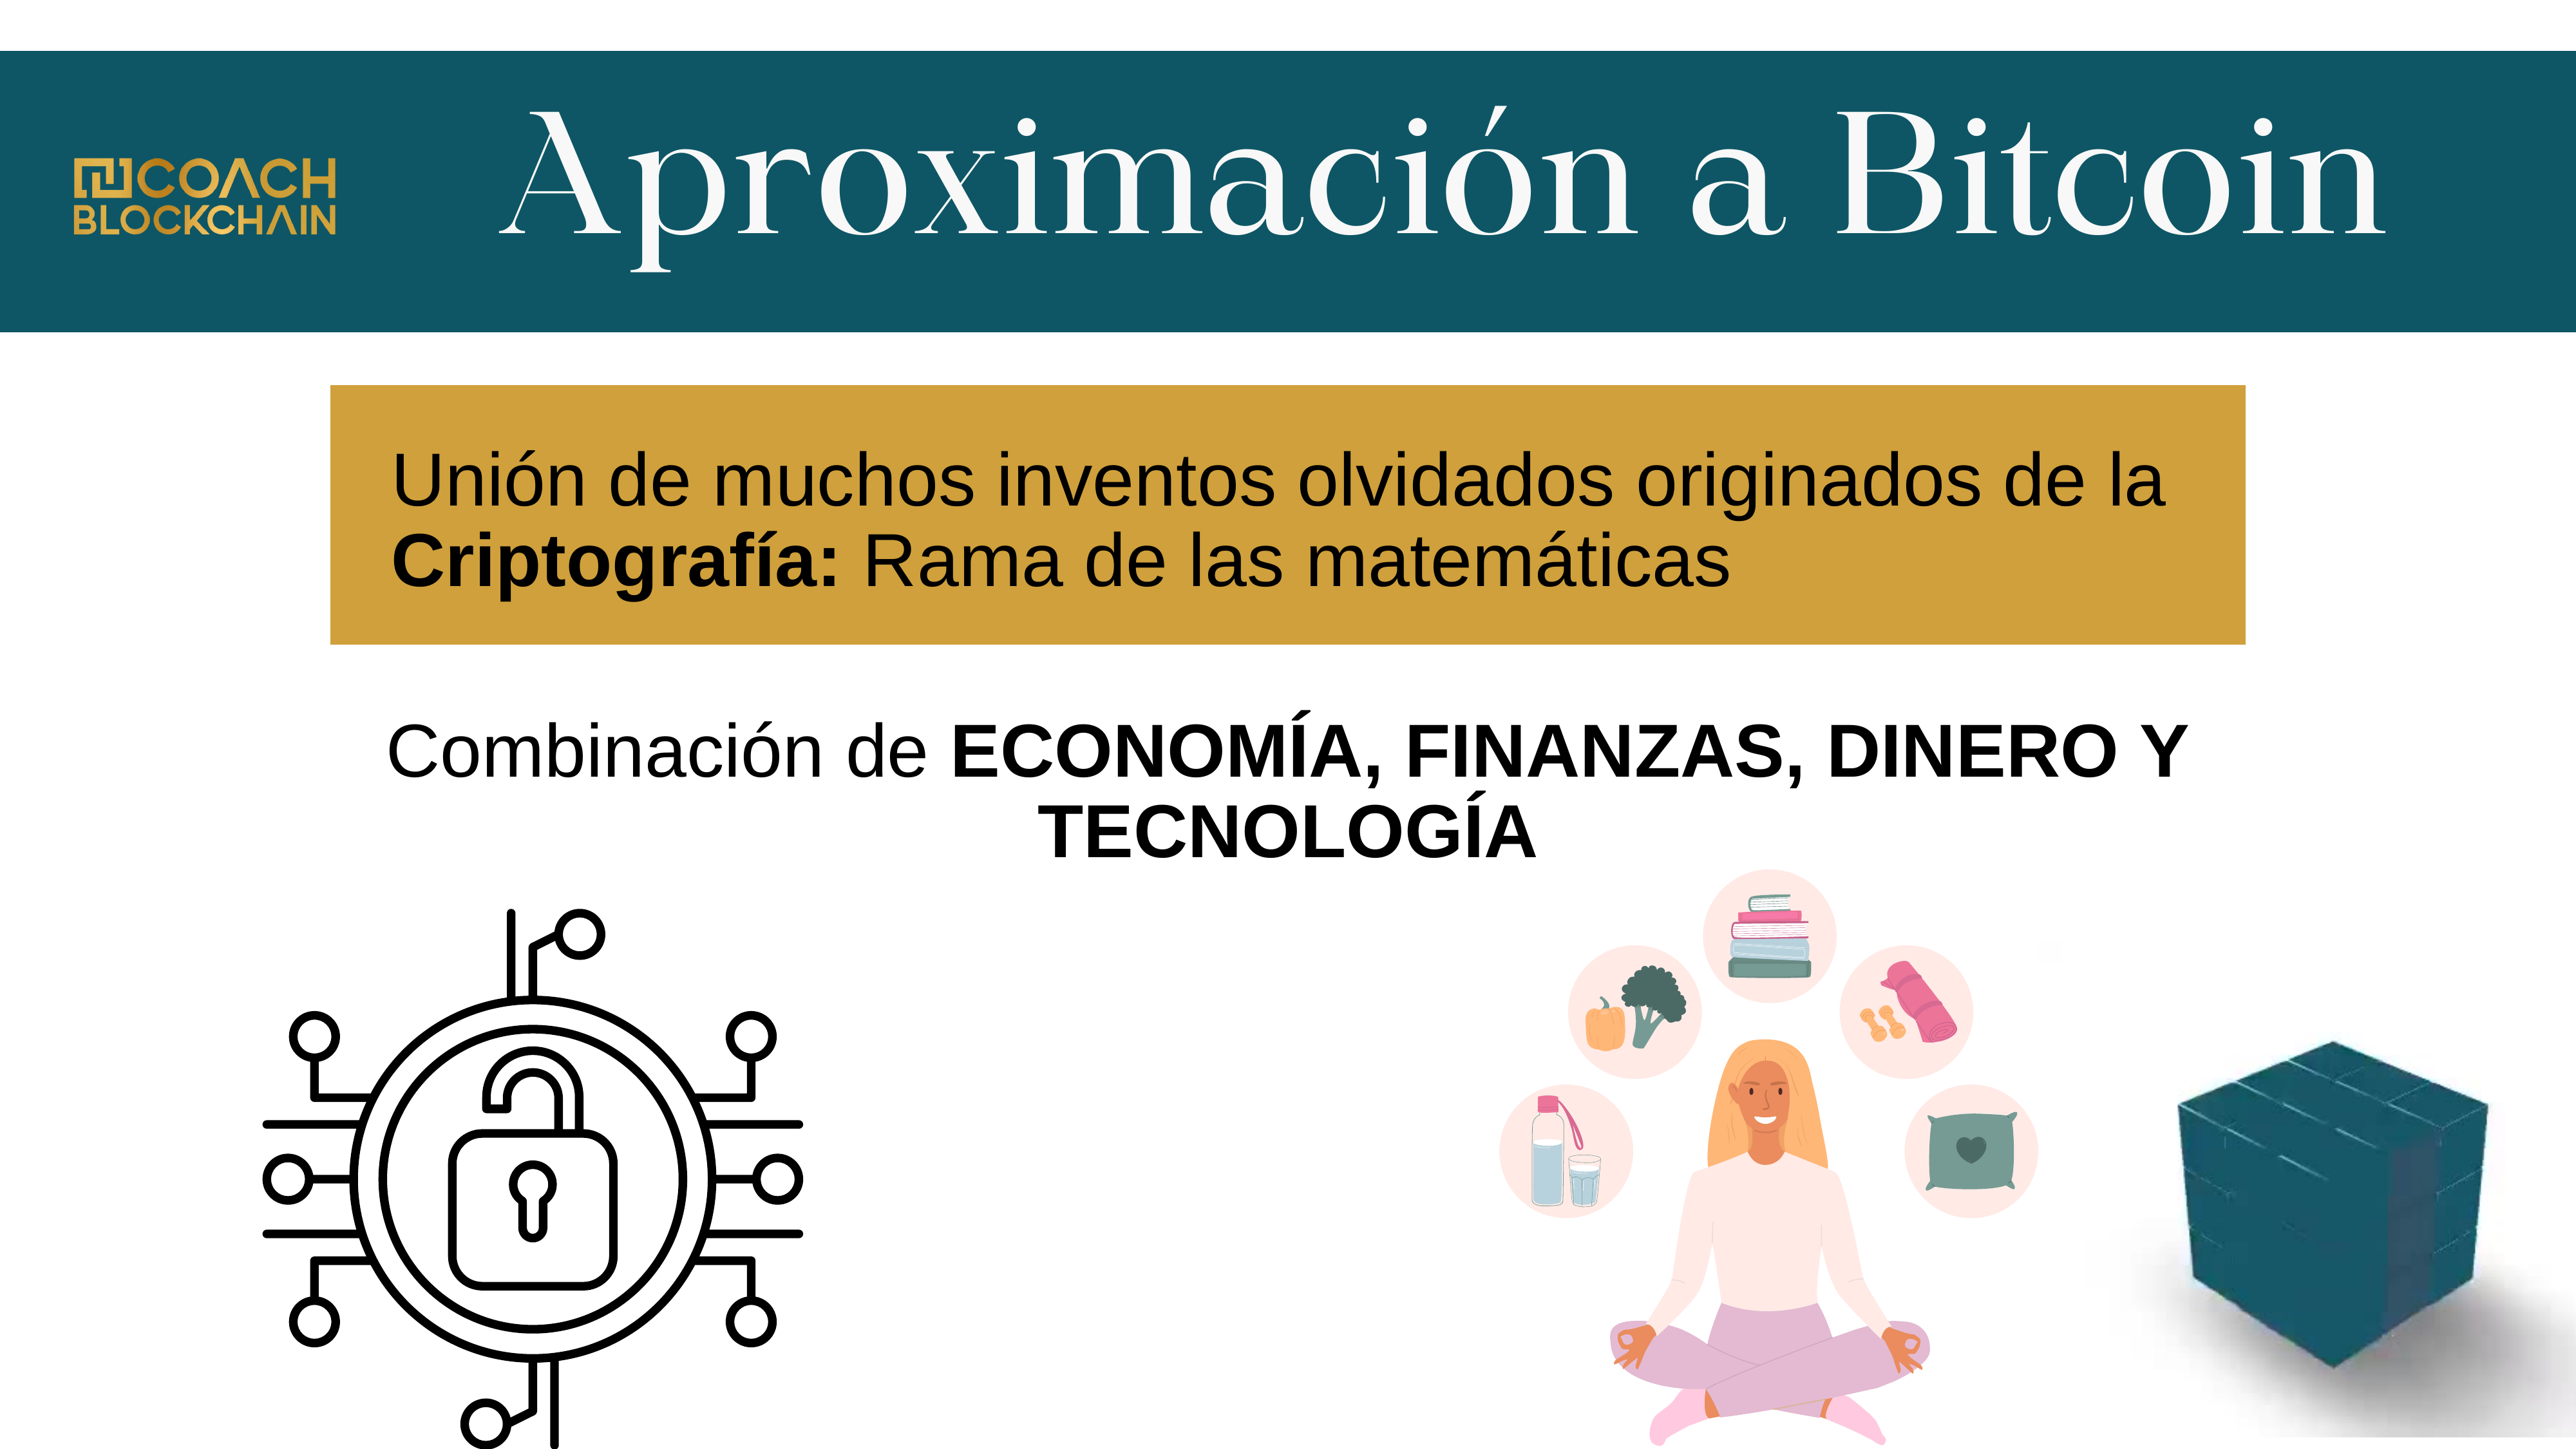 COACH
BLOCKCHAIN
Aproximación a Bitcoin
Unión de muchos inventos olvidados originados de la
Criptografía: Rama de las matemáticas
Combinación de ECONOMÍA, FINANZAS, DINERO Y
TECNOLOGÍA